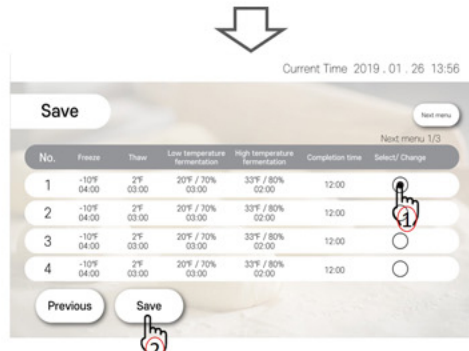 Current Time 2019 . 01 . 26 13:56
Save
Next menu
Next menu 1/3
No. Freeze Thaw Low temperature fermentation High temperature fermentation Completion time Select/ Change
1 -10°F 04:00 2°F 03:00 20°F / 70% 03:00 33°F / 80% 02:00 12:00
2 -10°F 04:00 2°F 03:00 20°F / 70% 03:00 33°F / 80% 02:00 12:00
3 -10°F 04:00 2°F 03:00 20°F / 70% 03:00 33°F / 80% 02:00 12:00
4 -10°F 04:00 2°F 03:00 20°F / 70% 03:00 33°F / 80% 02:00 12:00
1
Previous Save
2